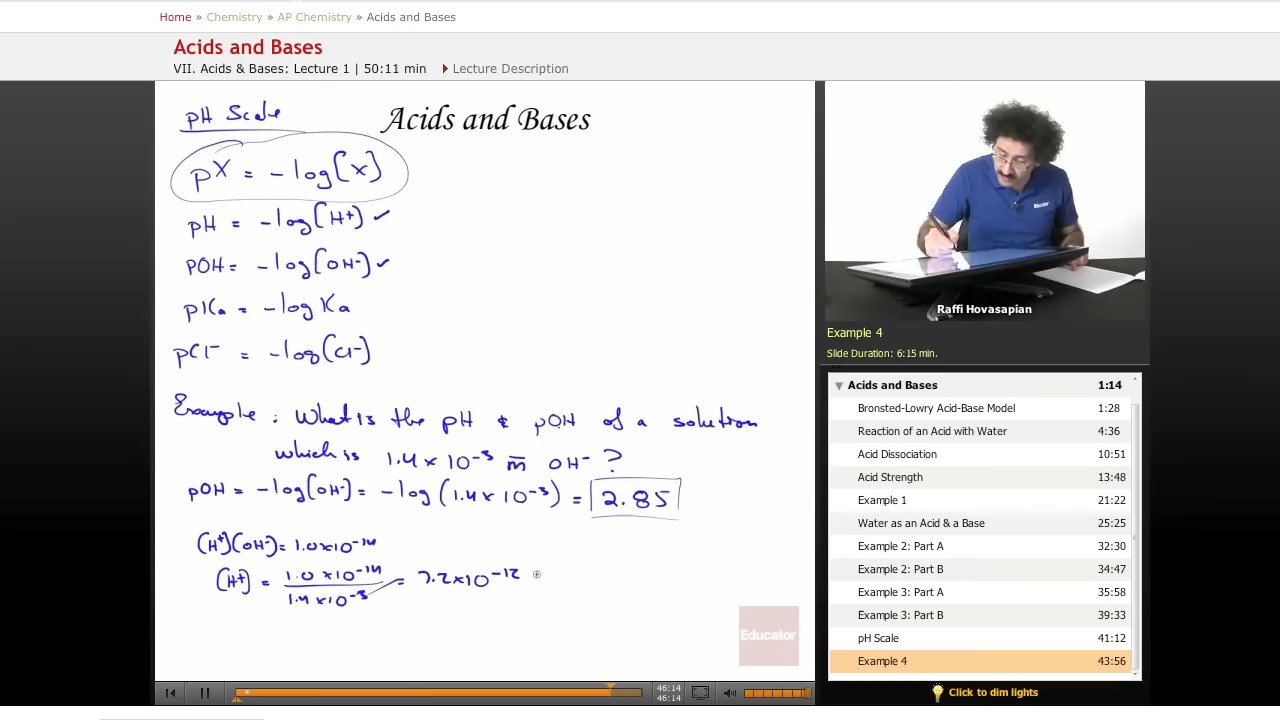 Home » Chemistry » AP Chemistry » Acids and Bases
Acids and Bases
VII. Acids & Bases: Lecture 1 | 50:11 min Lecture Description
pH Scale
Acids and Bases
pX = -log[X]
pH = -log[H+] ✓
pOH = -log[OH-] ✓
pKa = -log Ka
pCl- = -log[Cl-]
Example: What is the pH & pOH of a solution
which is 1.4 x 10-3 m OH- ?
pOH = -log[OH-] = -log(1.4 x 10-3) = 2.85
[H+][OH-] = 1.0x10-14
[H+] = 1.0 x 10-14 / 1.4 x 10-3 = 7.2x10-12
Educator
46:14
46:14
Raffi Hovasapian
Example 4
Slide Duration: 6:15 min.
Acids and Bases 1:14
Bronsted-Lowry Acid-Base Model 1:28
Reaction of an Acid with Water 4:36
Acid Dissociation 10:51
Acid Strength 13:48
Example 1 21:22
Water as an Acid & a Base 25:25
Example 2: Part A 32:30
Example 2: Part B 34:47
Example 3: Part A 35:58
Example 3: Part B 39:33
pH Scale 41:12
Example 4 43:56
Click to dim lights